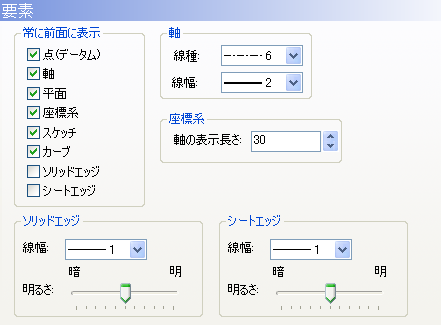 要素
常に前面に表示
点(データム)
軸
平面
座標系
スケッチ
カーブ
ソリッドエッジ
シートエッジ
軸
線種: 6
線幅: 2
座標系
軸の表示長さ: 30
ソリッドエッジ
線幅: 1
暗 明
明るさ:
シートエッジ
線幅: 1
暗 明
明るさ: